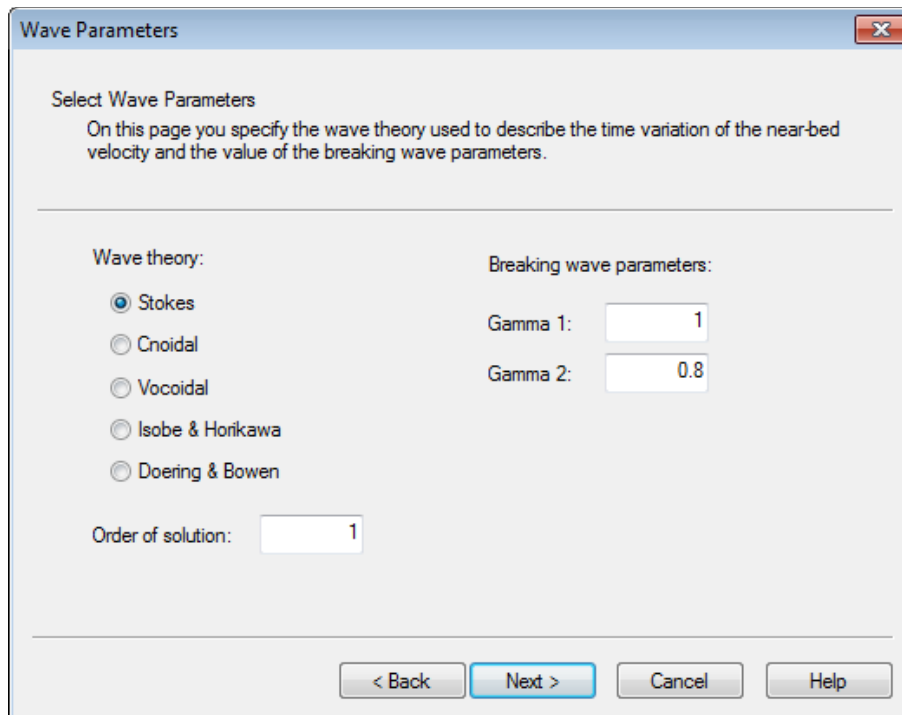 Wave Parameters
Select Wave Parameters
On this page you specify the wave theory used to describe the time variation of the near-bed
velocity and the value of the breaking wave parameters.
Wave theory:
Stokes
Cnoidal
Vocoidal
Isobe & Horikawa
Doering & Bowen
Order of solution: 1
Breaking wave parameters:
Gamma 1: 1
Gamma 2: 0.8
< Back Next > Cancel Help